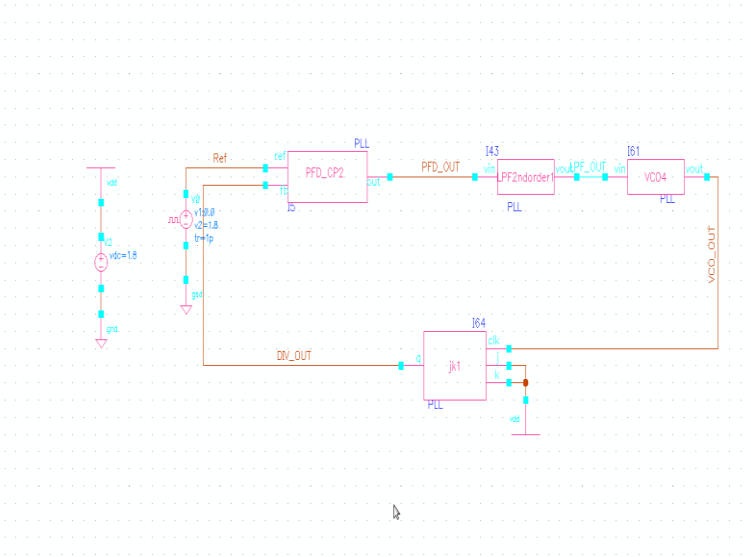 PLL
I43
I61
Ref
ref
PFD_CP2
PFD_OUT
vin
LPF2ndorder1
vout
LPF_OUT
vin
VCO4
vout
out
fb
I5
PLL
PLL
vdd
v1:0.0
v2=1.8
tr=1p
vdc=1.8
VCO_OUT
gnd
gnd
I64
clk
DIV_OUT
q
jk1
j
k
PLL
vdd